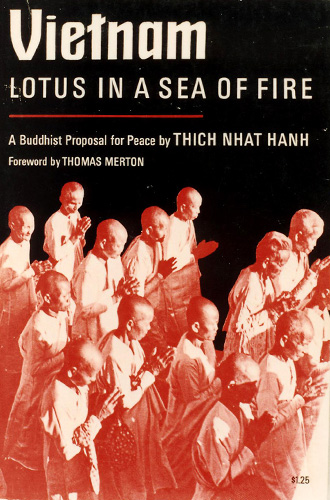 Vietnam
LOTUS IN A SEA OF FIRE
A Buddhist Proposal for Peace by THICH NHAT HANH
Foreword by THOMAS MERTON
$1.25